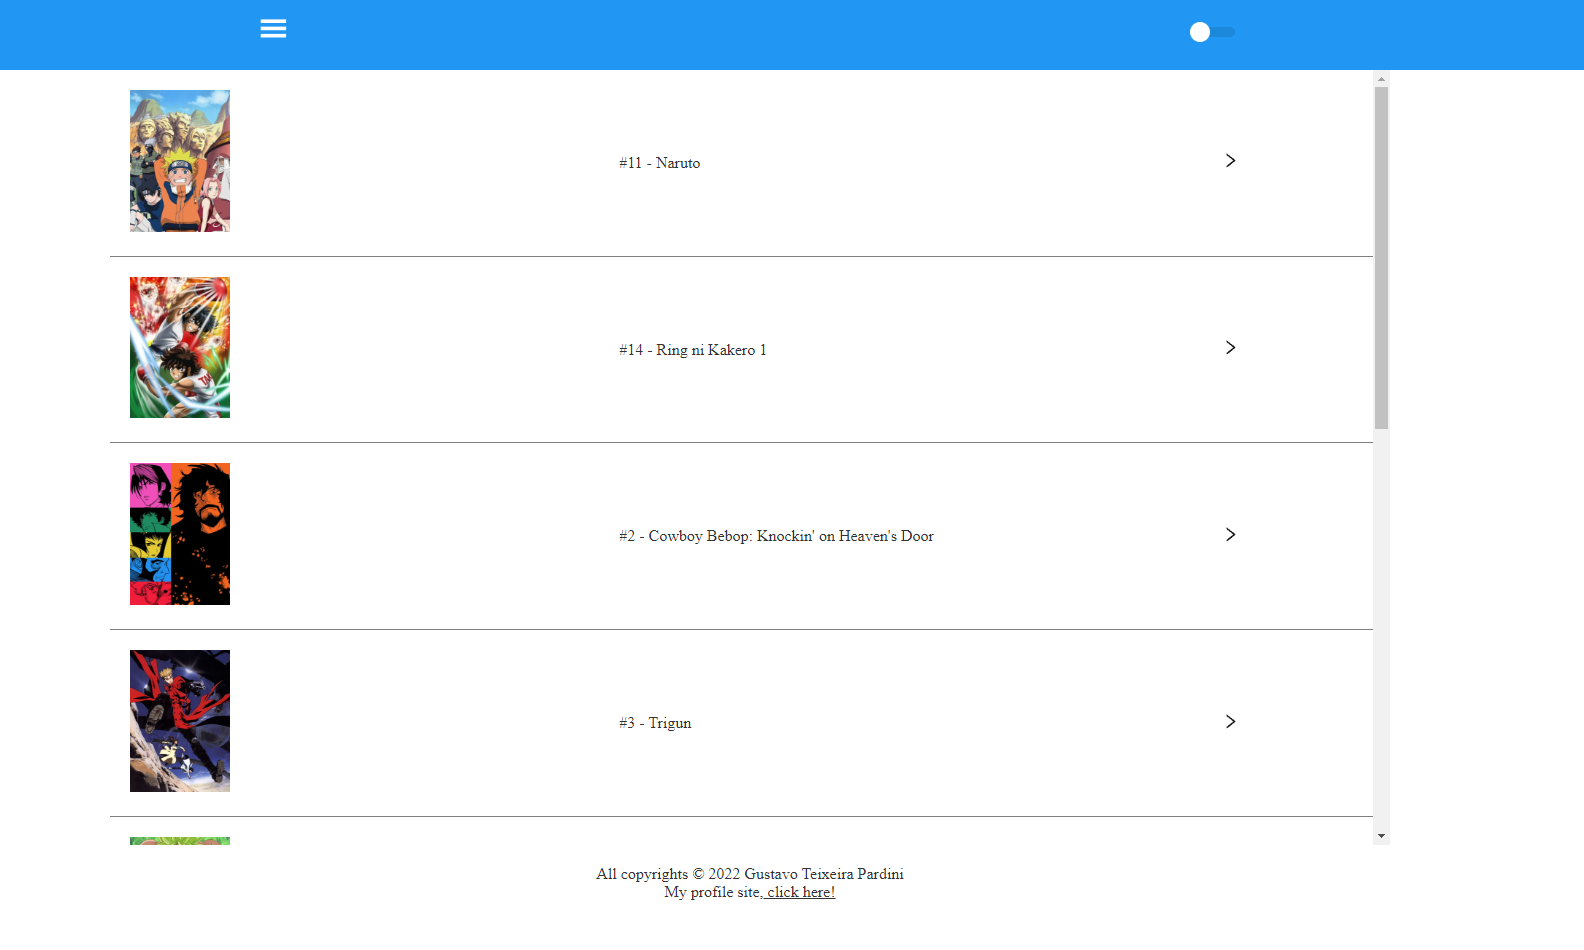 #11 - Naruto
#14 - Ring ni Kakero 1
#2 - Cowboy Bebop: Knockin' on Heaven's Door
#3 - Trigun
All copyrights © 2022 Gustavo Teixeira Pardini
My profile site, click here!